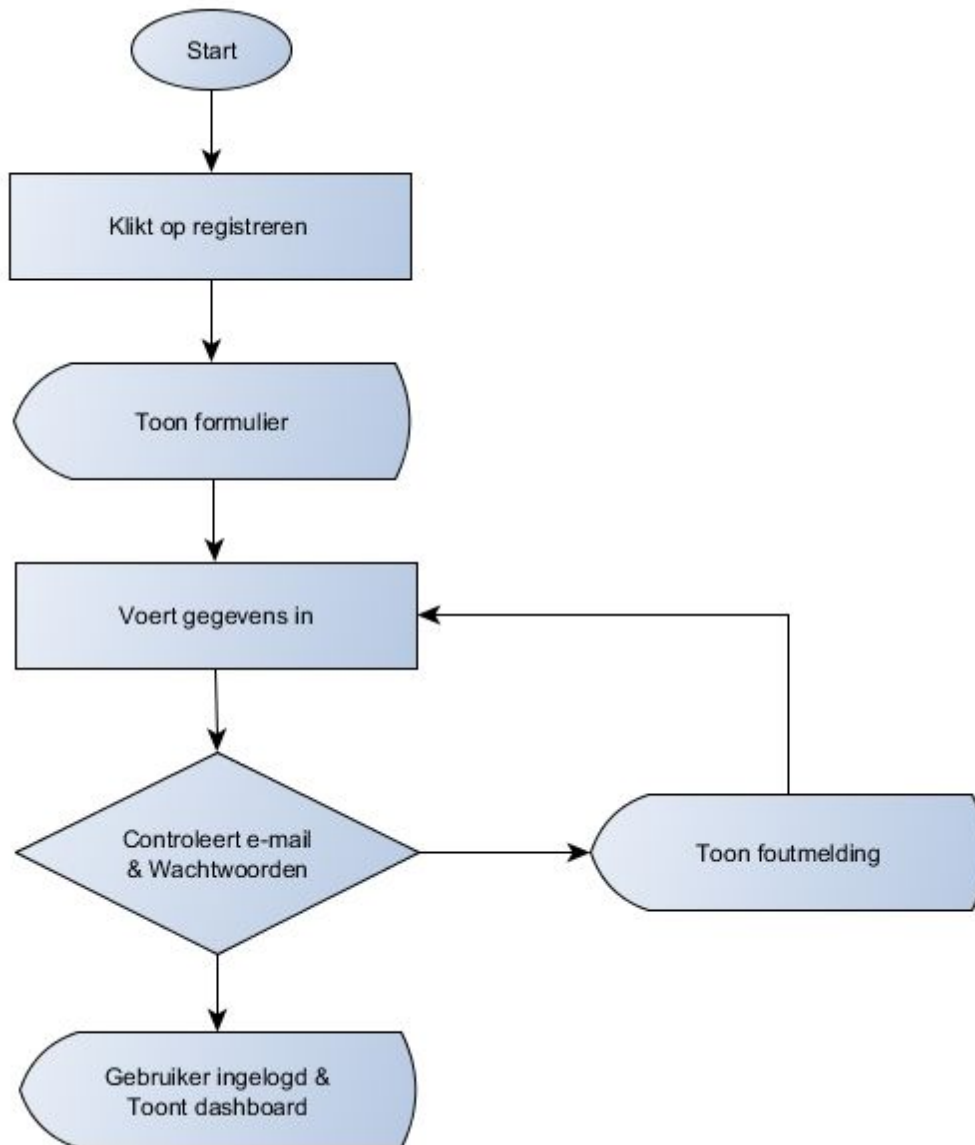 Start
Klikt op registreren
Toon formulier
Voert gegevens in
Controleert e-mail
& Wachtwoorden
Toon foutmelding
Gebruiker ingelogd &
Toont dashboard